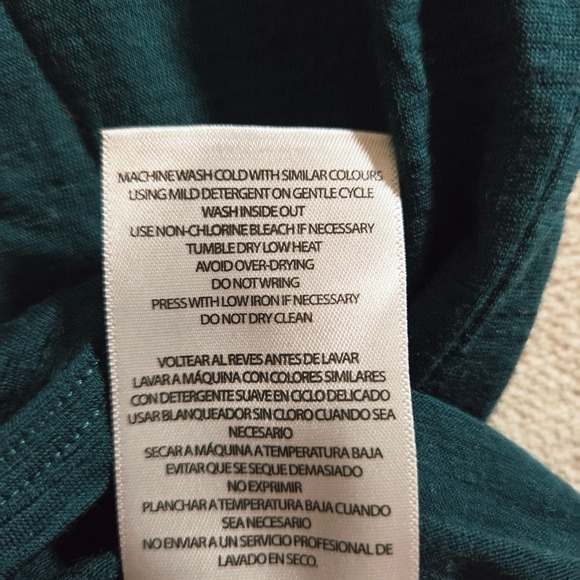 MACHINE WASH COLD WITH SIMILAR COLOURS
USING MILD DETERGENT ON GENTLE CYCLE
WASH INSIDE OUT
USE NON-CHLORINE BLEACH IF NECESSARY
TUMBLE DRY LOW HEAT
AVOID OVER-DRYING
DO NOT WRING
PRESS WITH LOW IRON IF NECESSARY
DO NOT DRY CLEAN
VOLTEAR AL REVES ANTES DE LAVAR
LAVAR A MÁQUINA CON COLORES SIMILARES
CON DETERGENTE SUAVE EN CICLO DELICADO
USAR BLANQUEADOR SIN CLORO CUANDO SEA
NECESARIO
SECAR A MÁQUINA A TEMPERATURA BAJA
EVITAR QUE SE SEQUE DEMASIADO
NO EXPRIMIR
PLANCHAR A TEMPERATURA BAJA CUANDO
SEA NECESARIO
NO ENVIAR A UN SERVICIO PROFESIONAL DE
LAVADO EN SECO.